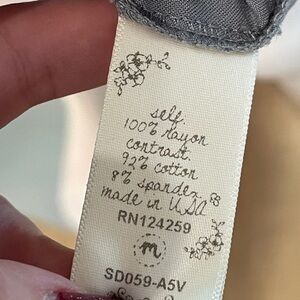 self.
100% rayon
contrast.
92% cotton
8% spandex
made in USA
RN124259
m
SD059-A5V